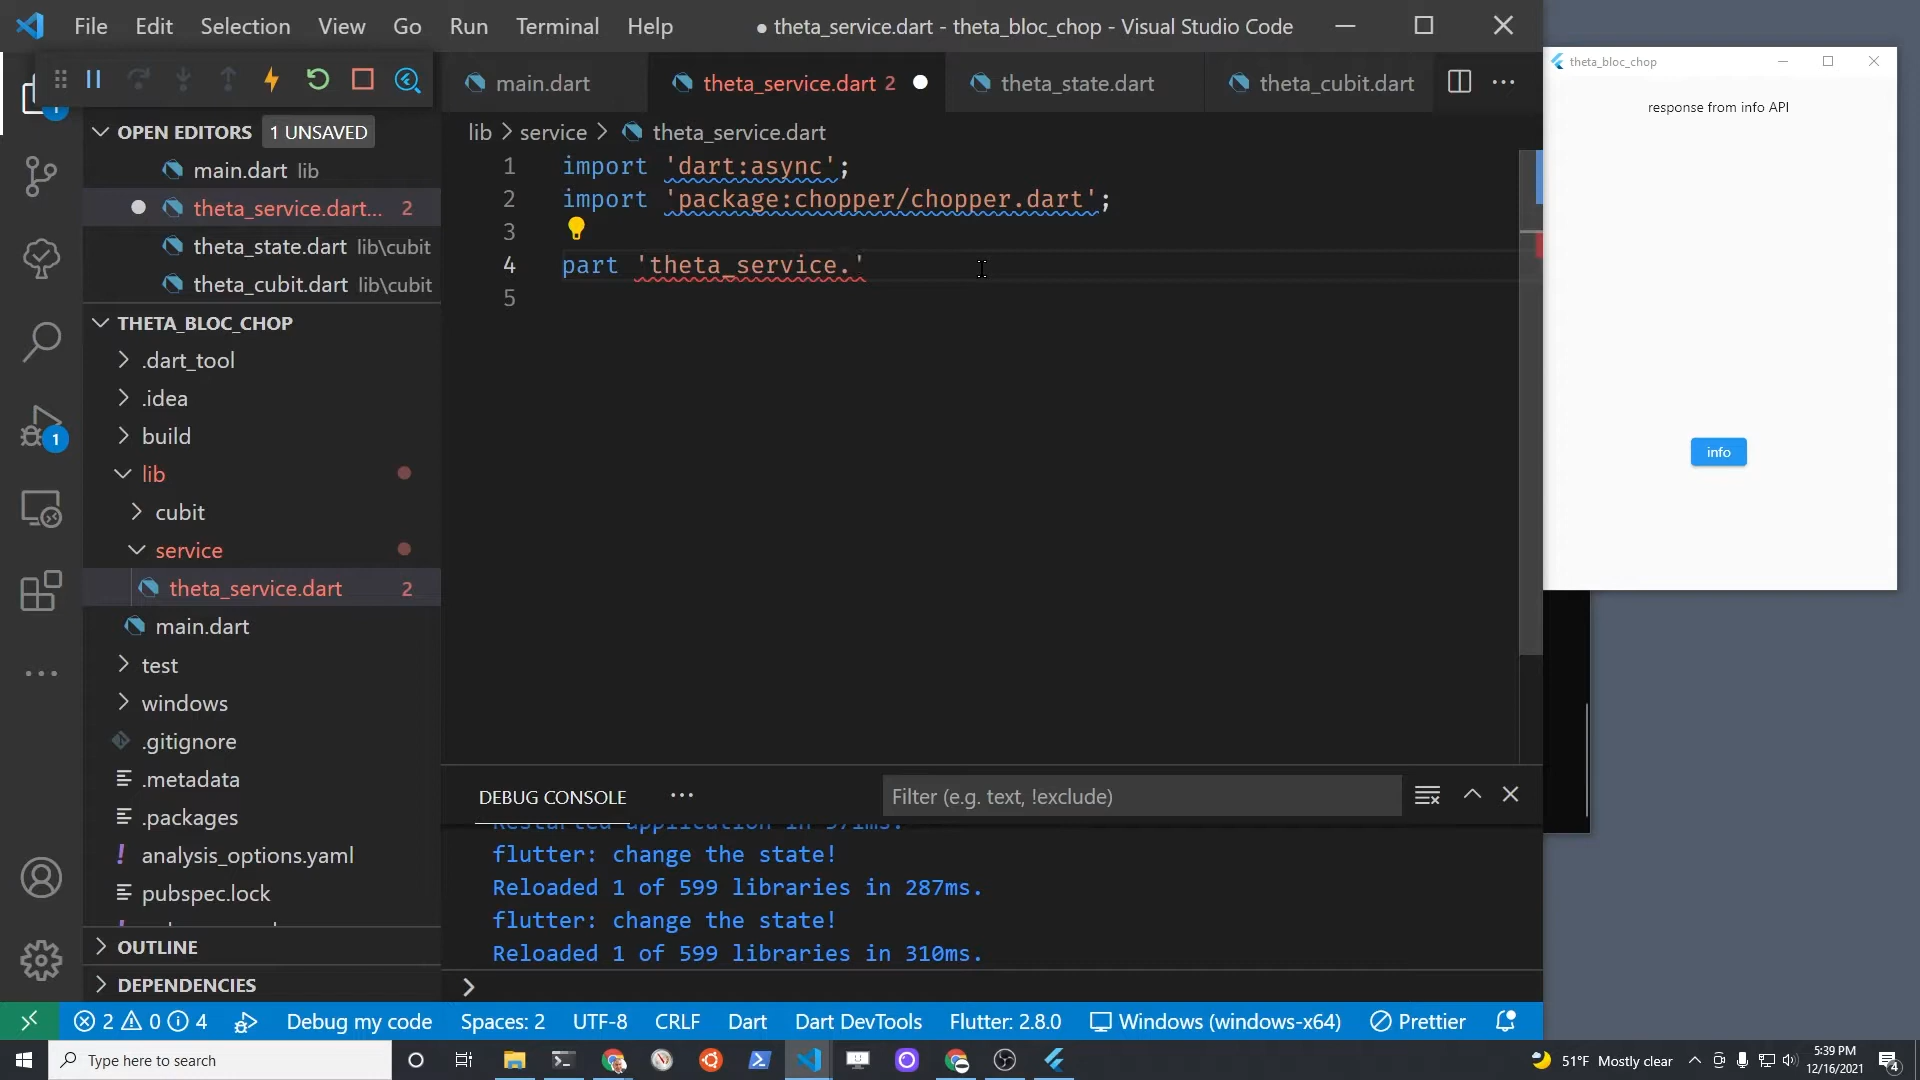 File Edit Selection View Go Run Terminal Help
● theta_service.dart - theta_bloc_chop - Visual Studio Code
main.dart
theta_service.dart 2
theta_state.dart
theta_cubit.dart
1
OPEN EDITORS 1 UNSAVED
main.dart lib
theta_service.dart... 2
theta_state.dart lib\cubit
theta_cubit.dart lib\cubit
THETA_BLOC_CHOP
.dart_tool
.idea
build
lib
cubit
service
theta_service.dart 2
main.dart
test
windows
.gitignore
.metadata
.packages
analysis_options.yaml
pubspec.lock
OUTLINE
DEPENDENCIES
1
lib > service > theta_service.dart
1 import 'dart:async';
2 import 'package:chopper/chopper.dart';
3
4 part 'theta_service.'
5
DEBUG CONSOLE
Filter (e.g. text, !exclude)
Restarted application in 971ms.
flutter: change the state!
Reloaded 1 of 599 libraries in 287ms.
flutter: change the state!
Reloaded 1 of 599 libraries in 310ms.
2 0 4 Debug my code Spaces: 2 UTF-8 CRLF Dart Dart DevTools Flutter: 2.8.0 Windows (windows-x64) Prettier
theta_bloc_chop
response from info API
info
Type here to search
51°F Mostly clear
5:39 PM
12/16/2021
4